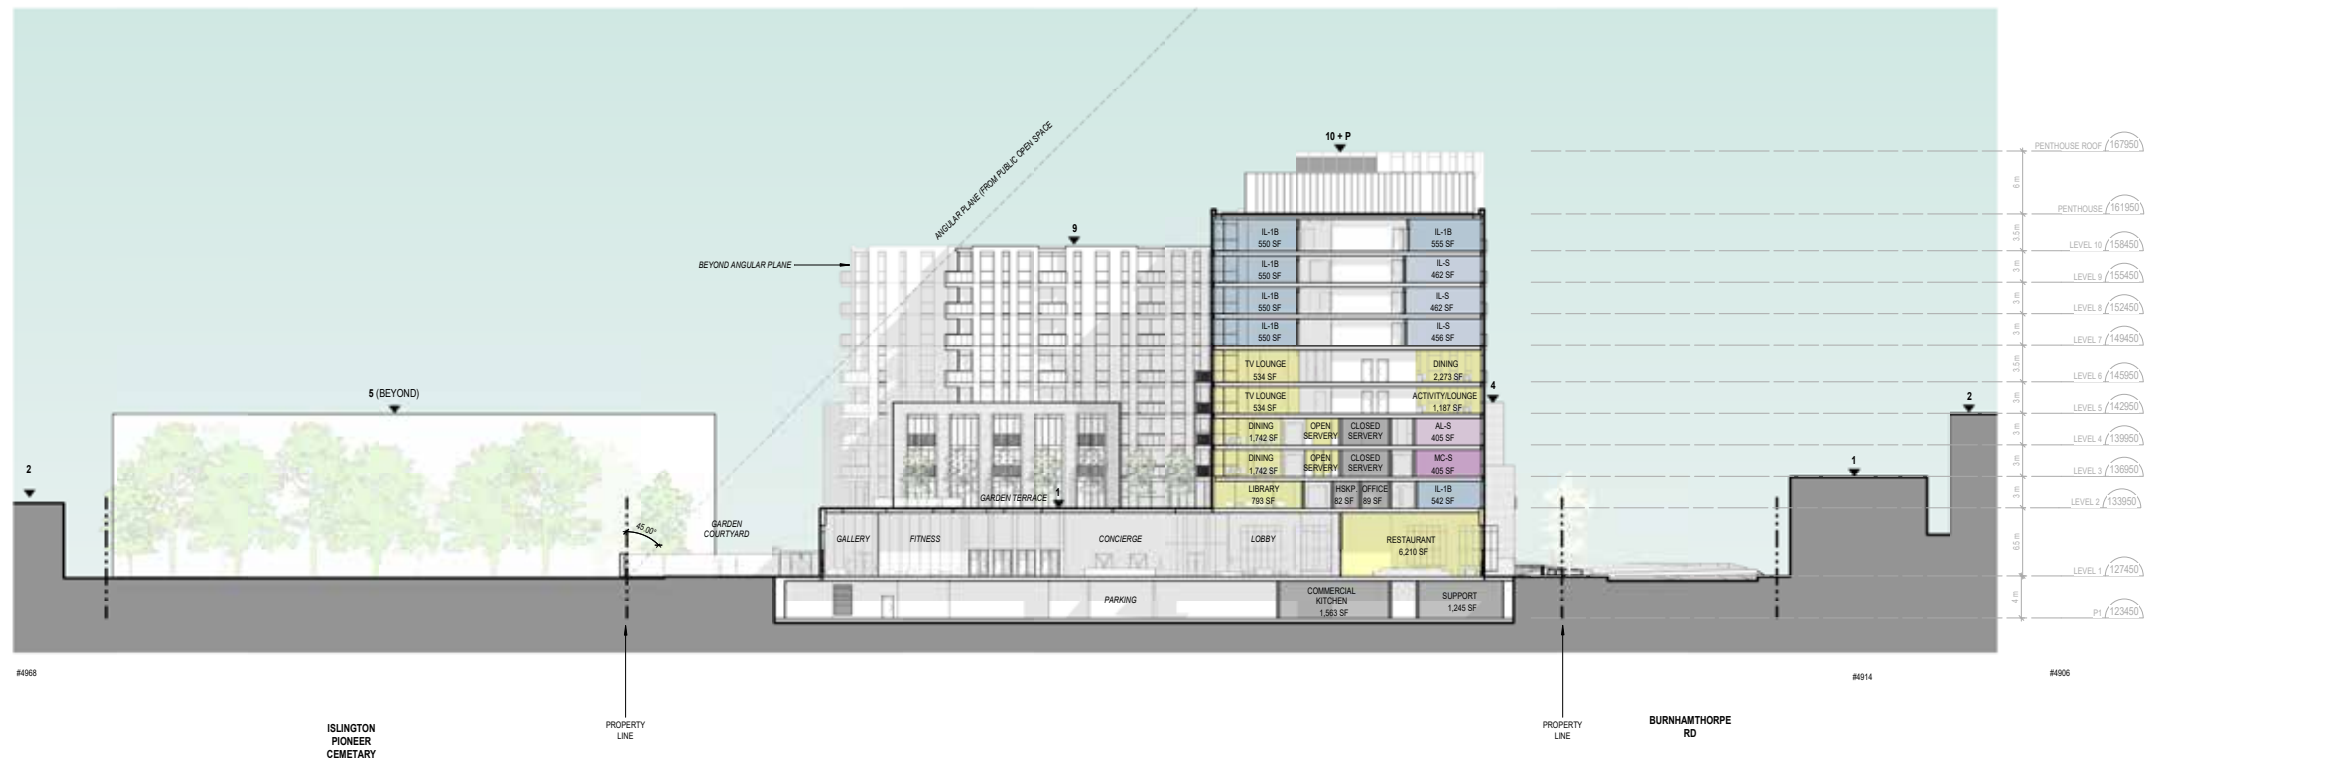 10 + P
PENTHOUSE ROOF 167950
ANGULAR PLANE (FROM PUBLIC OPEN SPACE
6 m
PENTHOUSE 161950
9
IL-1B
550 SF
IL-1B
555 SF
3.5m
LEVEL 10 158450
BEYOND ANGULAR PLANE
IL-1B
550 SF
IL-S
462 SF
3 m
LEVEL 9 155450
IL-1B
550 SF
IL-S
462 SF
3 m
LEVEL 8 152450
IL-1B
550 SF
IL-S
456 SF
3 m
LEVEL 7 149450
TV LOUNGE
534 SF
DINING
2,273 SF
3.5m
LEVEL 6 145950
5 (BEYOND)
4
2
TV LOUNGE
534 SF
ACTIVITY/LOUNGE
1,187 SF
3 m
LEVEL 5 142950
DINING
1,742 SF
OPEN
SERVERY
CLOSED
SERVERY
AL-S
405 SF
3 m
LEVEL 4 139950
2
1
DINING
1,742 SF
OPEN
SERVERY
CLOSED
SERVERY
MC-S
405 SF
3 m
LEVEL 3 136950
GARDEN TERRACE
1
LIBRARY
793 SF
HSKP.
82 SF
OFFICE
89 SF
IL-1B
542 SF
3 m
LEVEL 2 133950
45.00°
GARDEN
COURTYARD
GALLERY
FITNESS
CONCIERGE
LOBBY
RESTAURANT
6,210 SF
6.5 m
LEVEL 1 127450
PARKING
COMMERCIAL
KITCHEN
1,563 SF
SUPPORT
1,245 SF
4 m
P1 123450
#4968
#4914
#4906
ISLINGTON
PIONEER
CEMETARY
PROPERTY
LINE
PROPERTY
LINE
BURNHAMTHORPE
RD